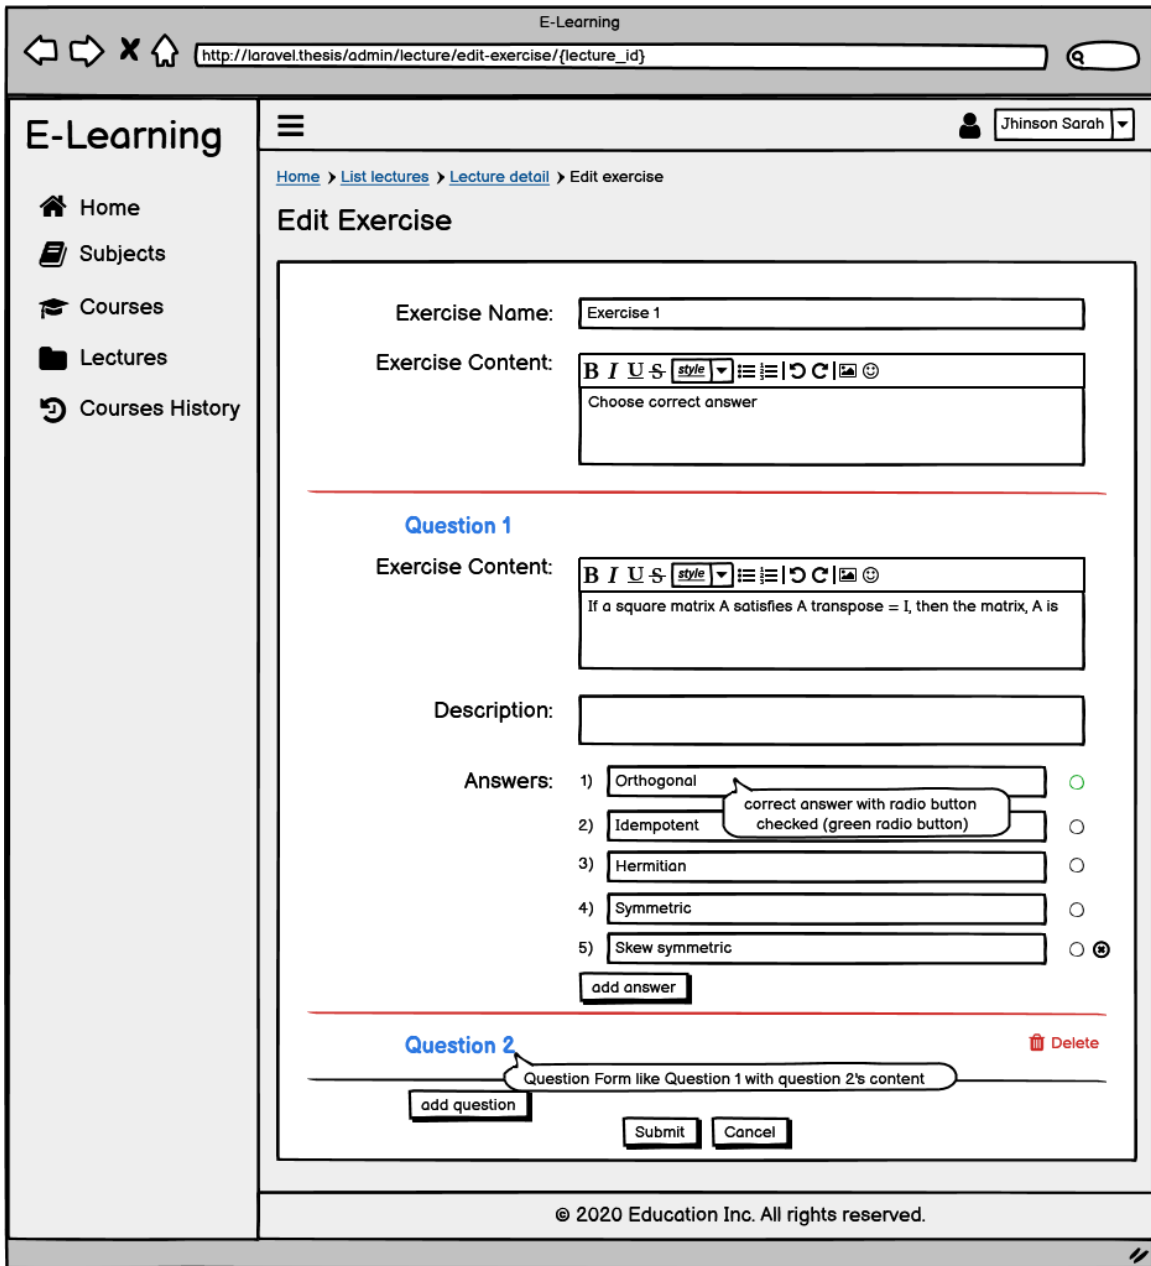 E-Learning
http://laravel.thesis/admin/lecture/edit-exercise/{lecture_id}
E-Learning
Home
Subjects
Courses
Lectures
Courses History
Jhinson Sarah
Home > List lectures > Lecture detail > Edit exercise
Edit Exercise
Exercise Name:
Exercise 1
Exercise Content:
B I U S style
Choose correct answer
Question 1
Exercise Content:
B I U S style
If a square matrix A satisfies A transpose = I, then the matrix, A is
Description:
Answers:
1) Orthogonal
correct answer with radio button
checked (green radio button)
2) Idempotent
3) Hermitian
4) Symmetric
5) Skew symmetric
add answer
Question 2
Delete
Question Form like Question 1 with question 2's content
add question
Submit
Cancel
© 2020 Education Inc. All rights reserved.